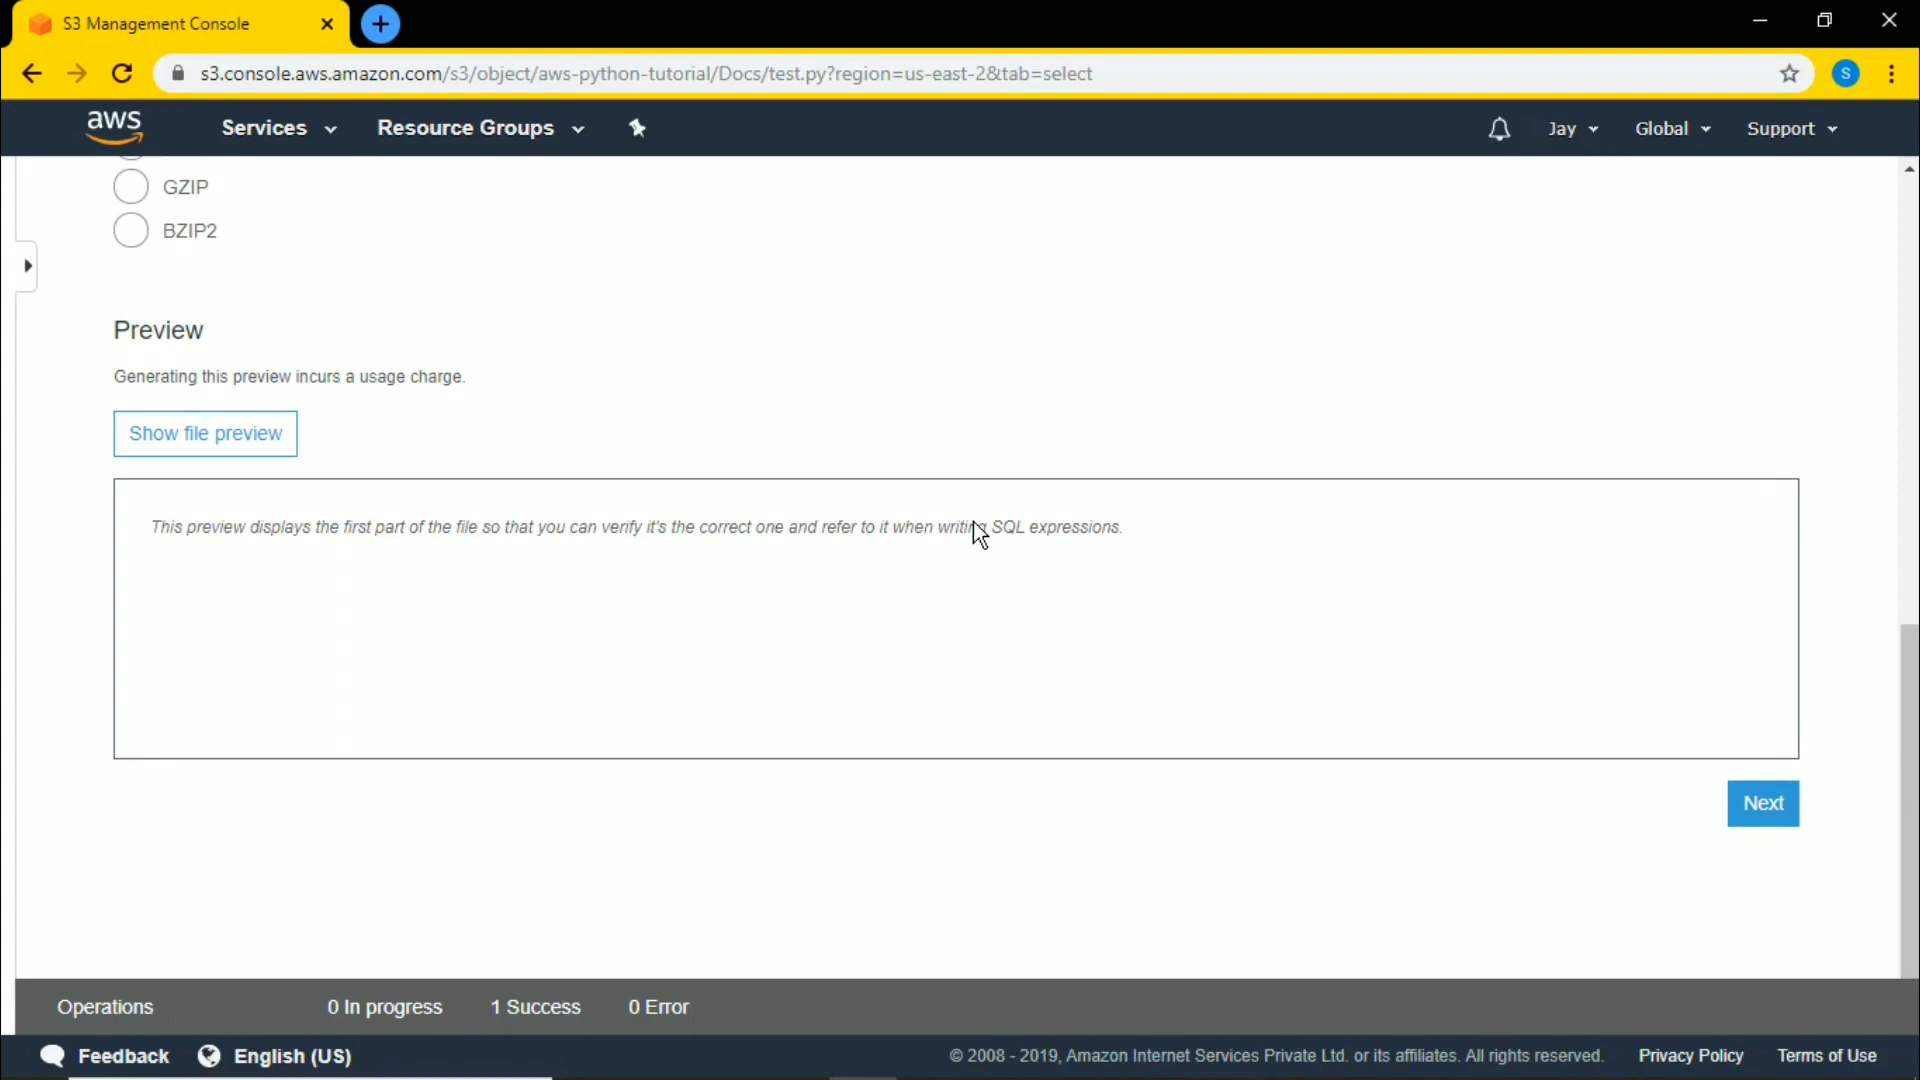 S3 Management Console
s3.console.aws.amazon.com/s3/object/aws-python-tutorial/Docs/test.py?region=us-east-2&tab=select
S
aws
Services
Resource Groups
Jay
Global
Support
GZIP
BZIP2
Preview
Generating this preview incurs a usage charge.
Show file preview
This preview displays the first part of the file so that you can verify it's the correct one and refer to it when writing SQL expressions.
Next
Operations
0 In progress
1 Success
0 Error
Feedback
English (US)
© 2008 - 2019, Amazon Internet Services Private Ltd. or its affiliates. All rights reserved.
Privacy Policy
Terms of Use